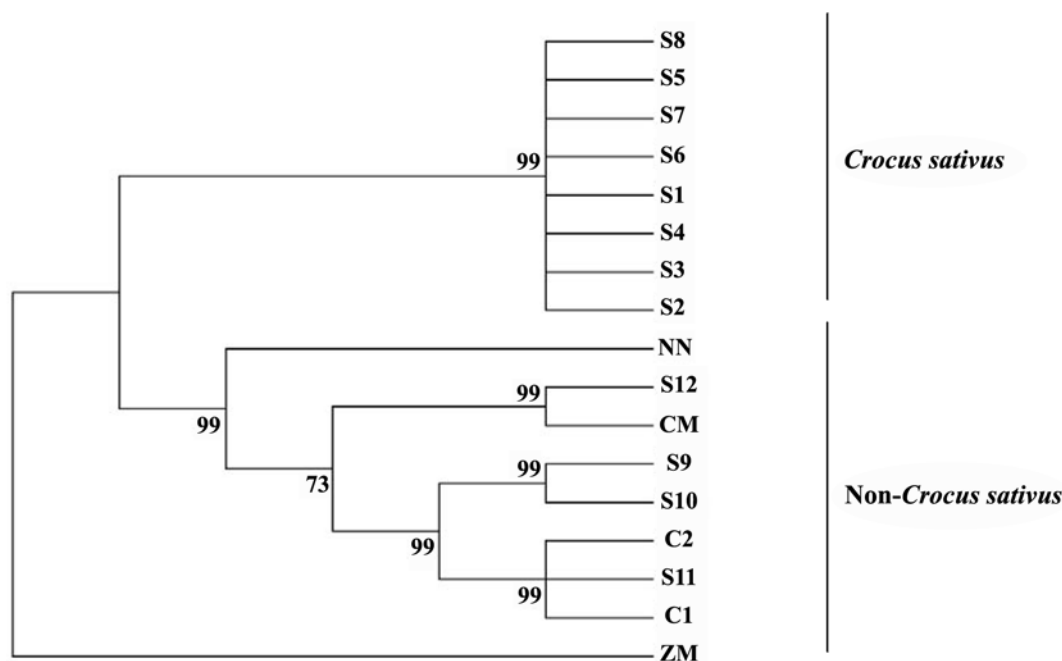 S8
S5
S7
S6
99
S1
S4
S3
S2
Crocus sativus
NN
S12
99
CM
99
S9
99
73
S10
C2
99
S11
99
C1
ZM
Non-Crocus sativus